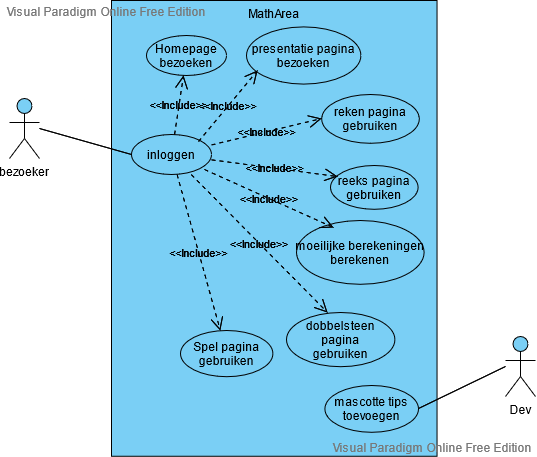 Visual Paradigm Online Free Edition
MathArea
Homepage
bezoeken
presentatie pagina
bezoeken
<<Include>>
<<Include>>
reken pagina
gebruiken
<<Include>>
bezoeker
inloggen
<<Include>>
reeks pagina
gebruiken
<<Include>>
moeilijke berekeningen
berekenen
<<Include>>
<<Include>>
Spel pagina
gebruiken
dobbelsteen
pagina
gebruiken
mascotte tips
toevoegen
Dev
Visual Paradigm Online Free Edition